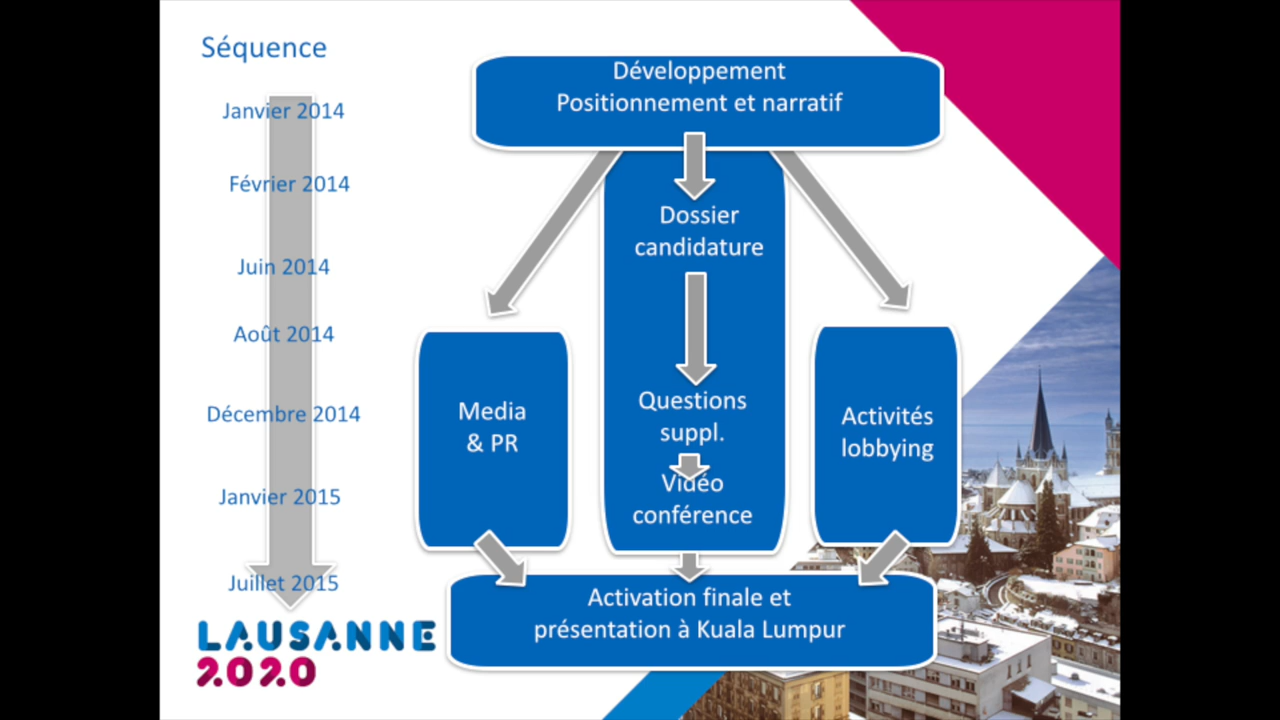 Séquence
Janvier 2014
Février 2014
Juin 2014
Août 2014
Décembre 2014
Janvier 2015
Juillet 2015
LAUSANNE
2020
Développement
Positionnement et narratif
Dossier
candidature
Media
& PR
Questions
suppl.
Vidéo
conférence
Activités
lobbying
Activation finale et
présentation à Kuala Lumpur